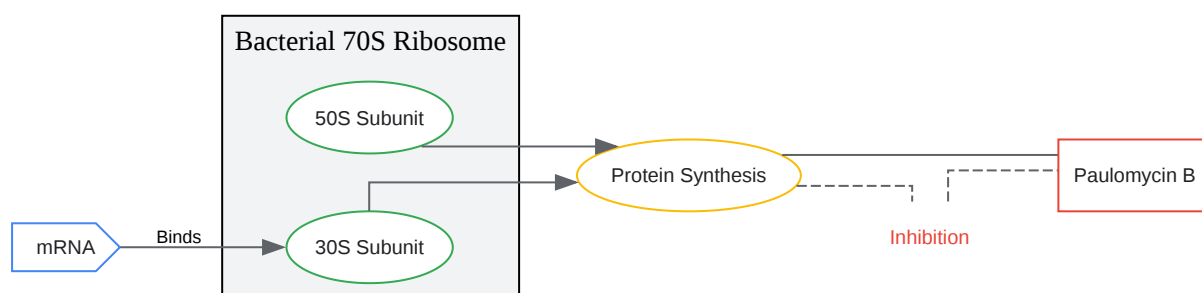 Bacterial 70S Ribosome
50S Subunit
Protein Synthesis
Paulomycin B
mRNA
Binds
30S Subunit
Inhibition